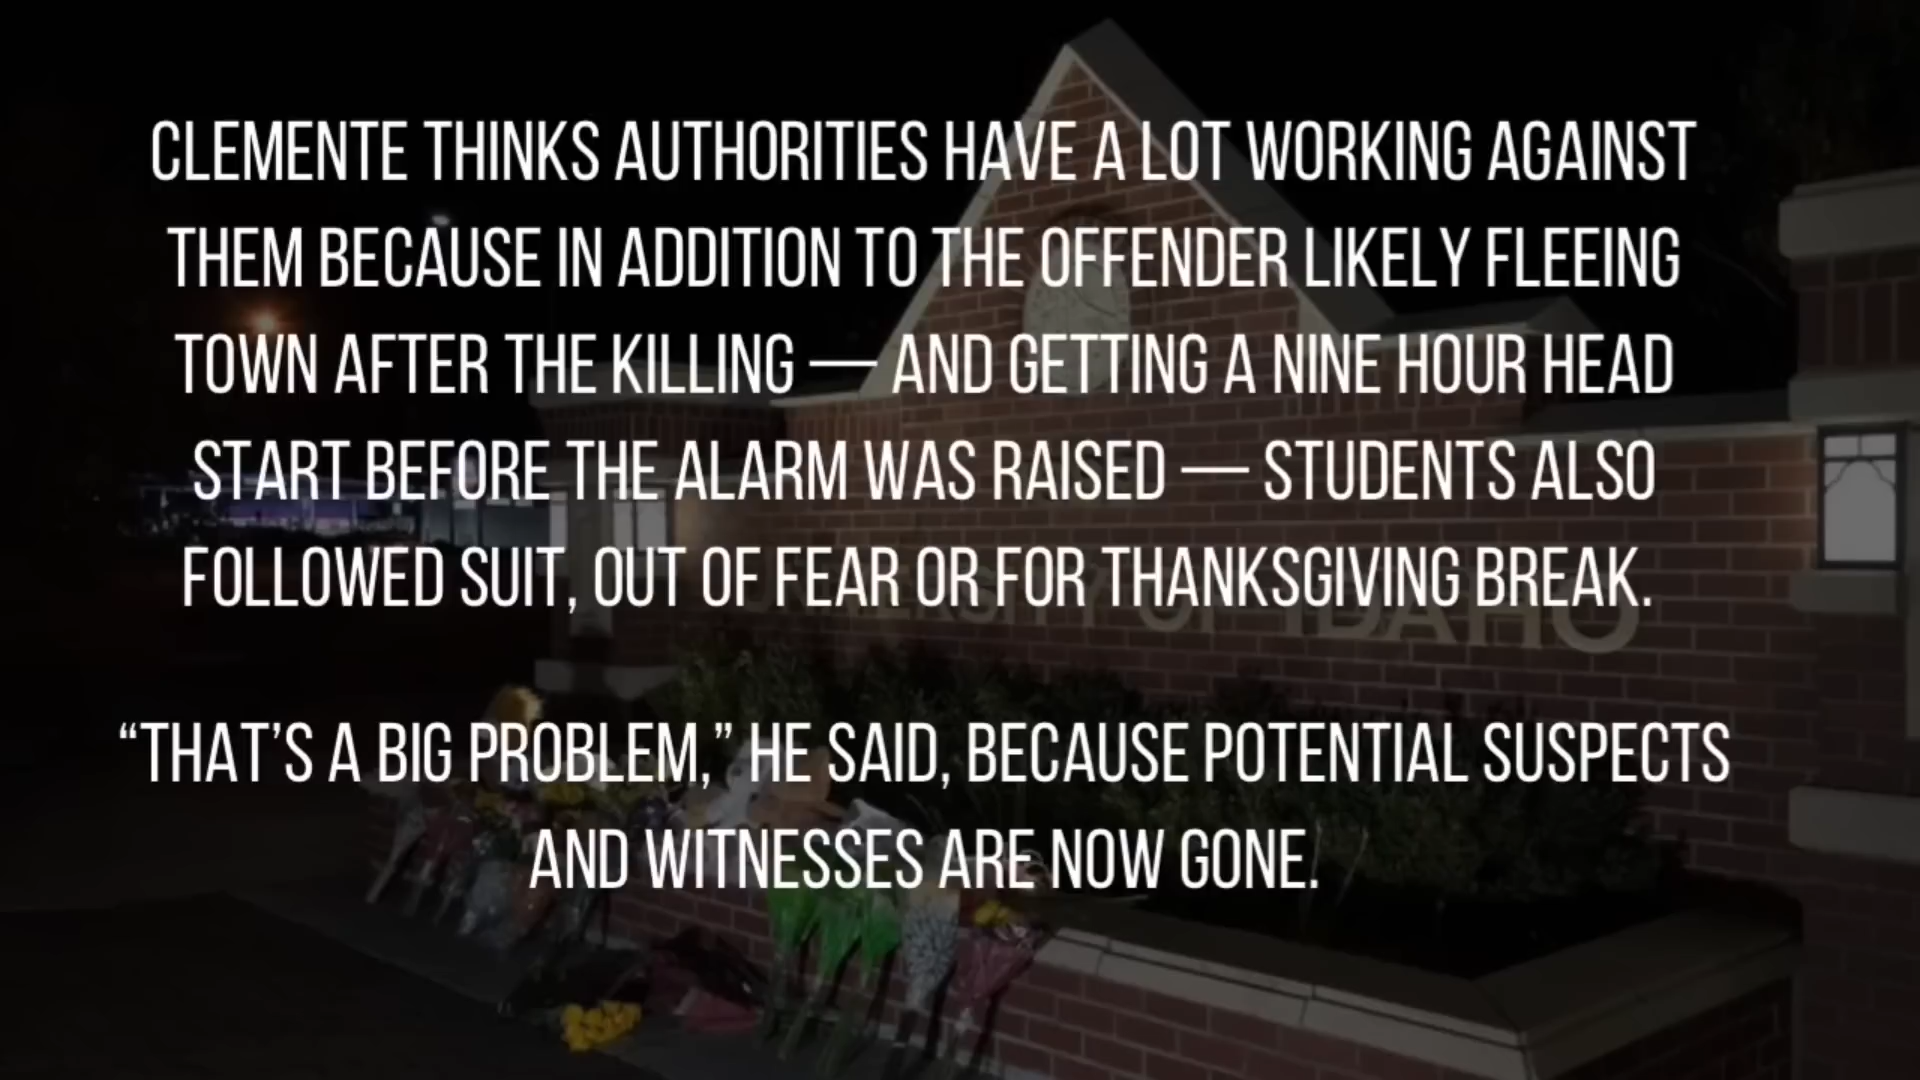 CLEMENTE THINKS AUTHORITIES HAVE A LOT WORKING AGAINST
THEM BECAUSE IN ADDITION TO THE OFFENDER LIKELY FLEEING
TOWN AFTER THE KILLING — AND GETTING A NINE HOUR HEAD
START BEFORE THE ALARM WAS RAISED — STUDENTS ALSO
FOLLOWED SUIT, OUT OF FEAR OR FOR THANKSGIVING BREAK.
OF IDAHO
“THAT’S A BIG PROBLEM,” HE SAID, BECAUSE POTENTIAL SUSPECTS
AND WITNESSES ARE NOW GONE.